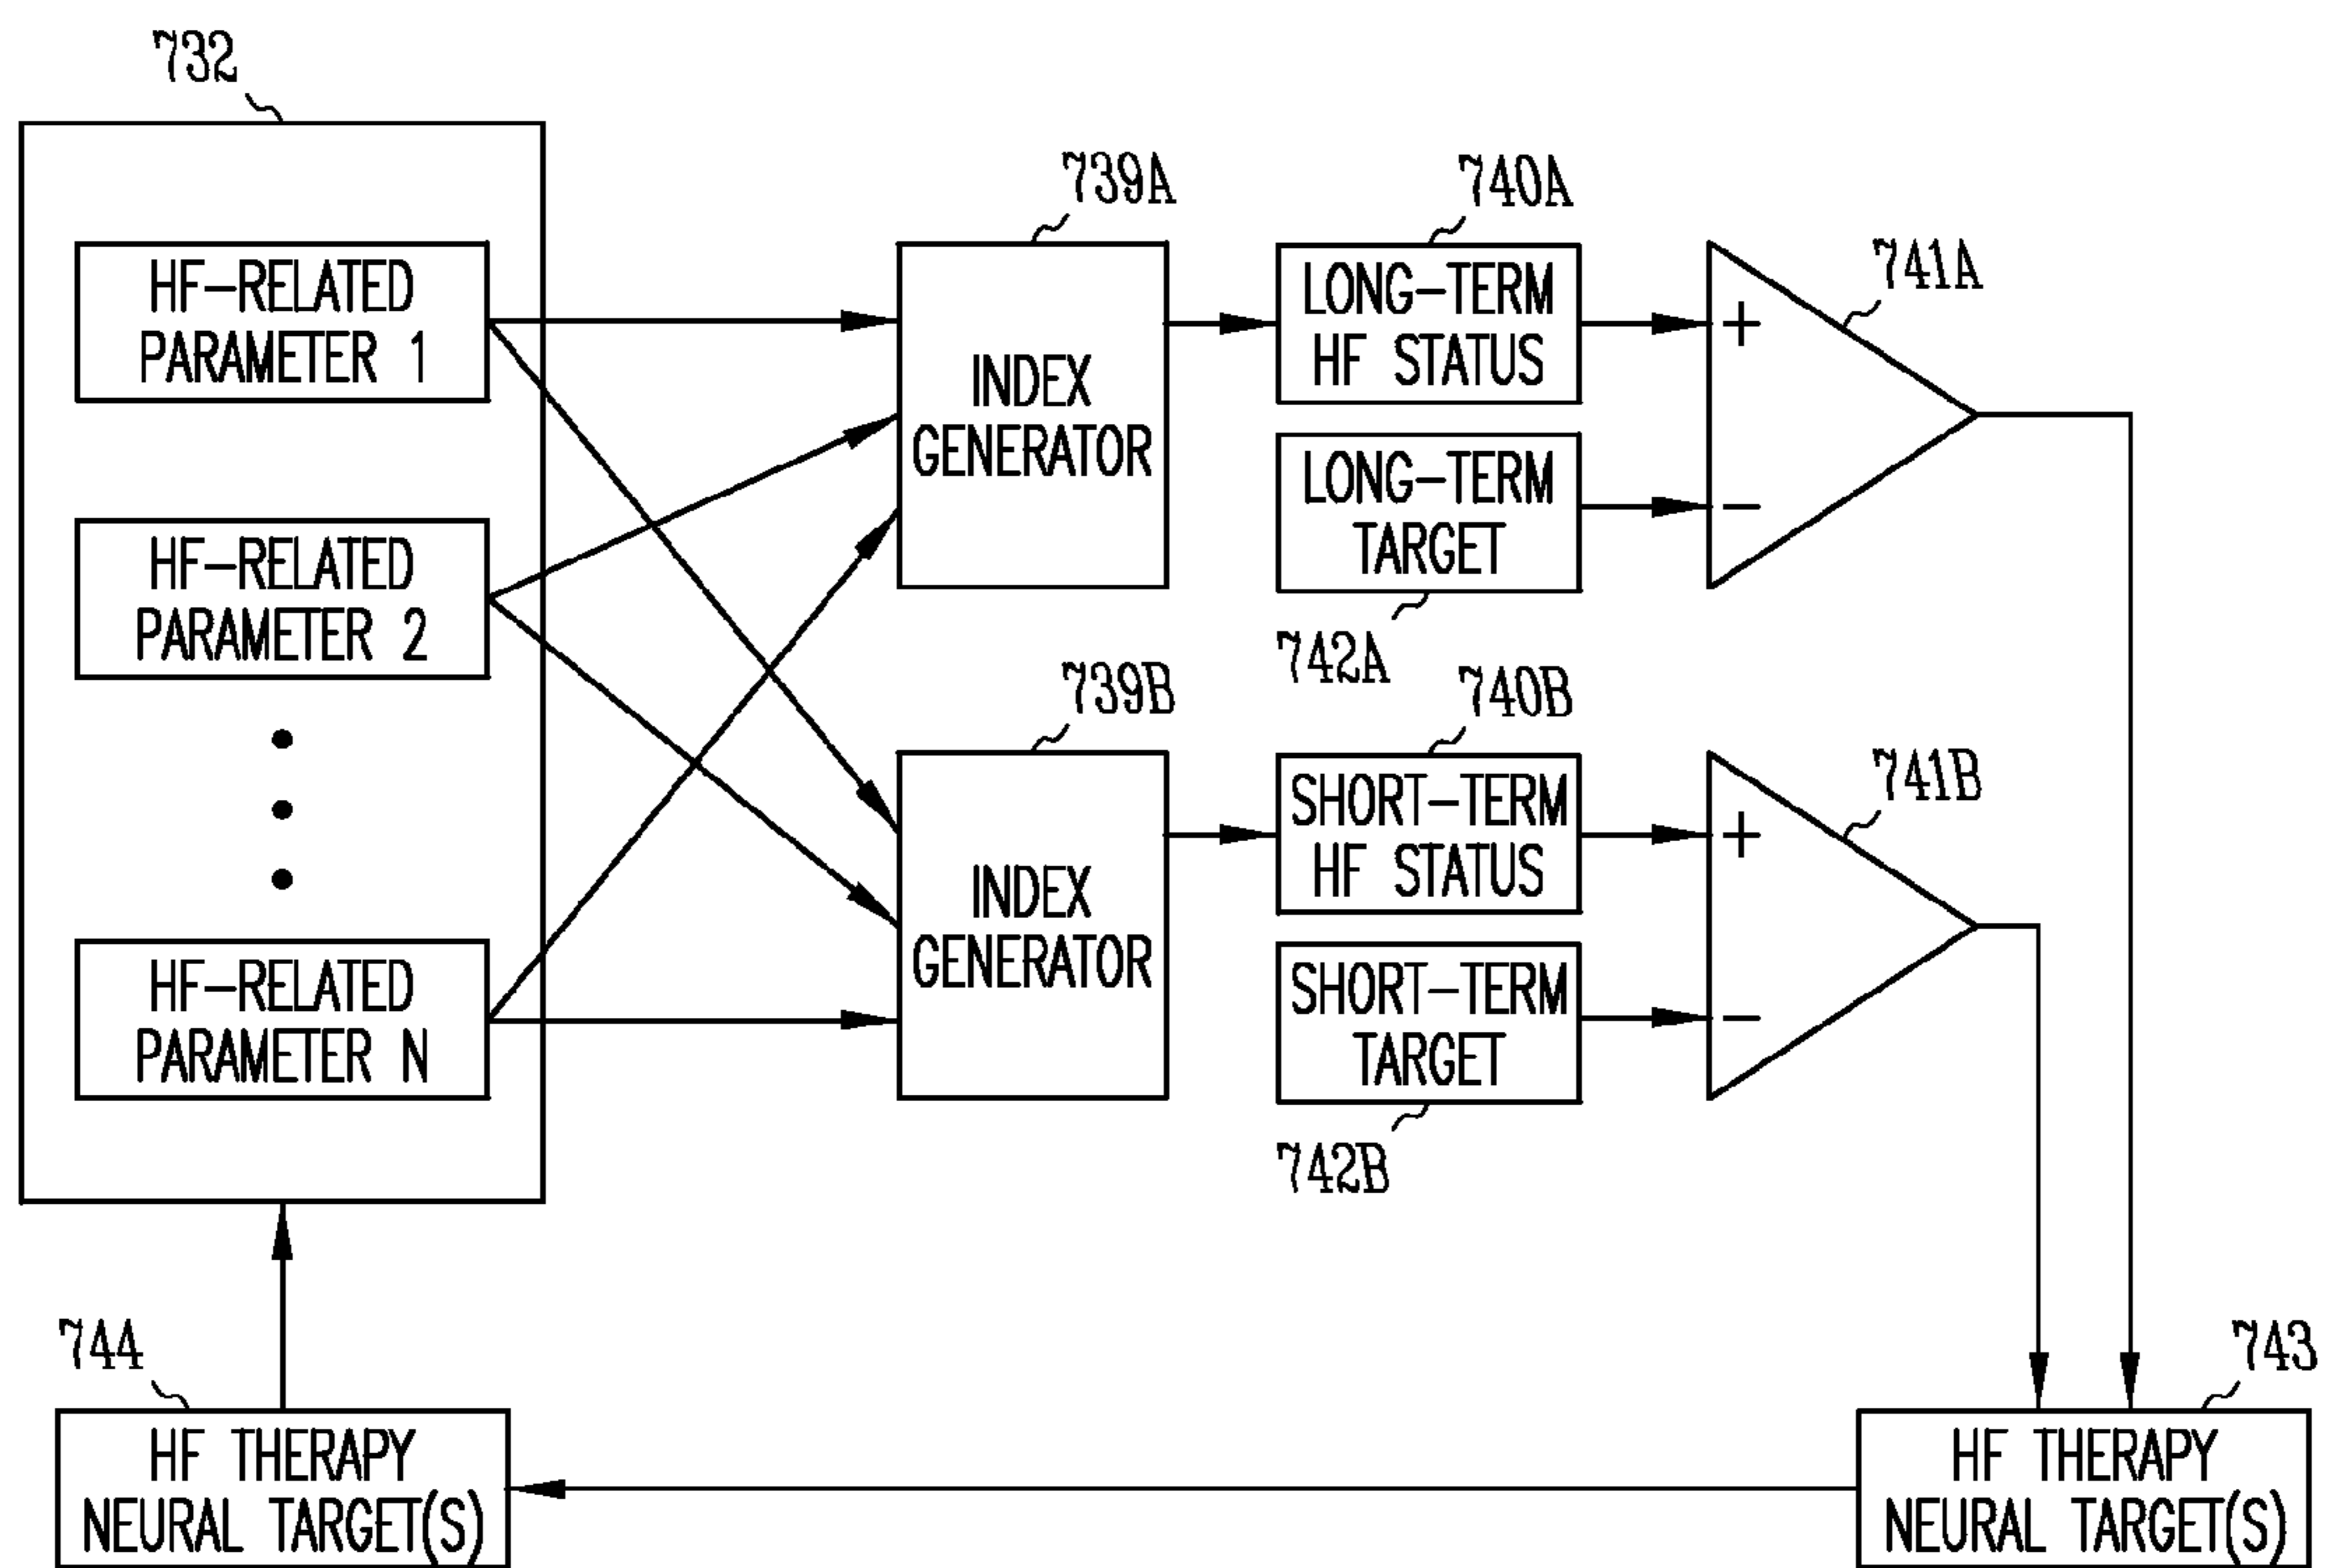 732
HF-RELATED
PARAMETER 1
HF-RELATED
PARAMETER 2
HF-RELATED
PARAMETER N
739A
INDEX
GENERATOR
740A
LONG-TERM
HF STATUS
LONG-TERM
TARGET
742A
741A
+
−
739B
INDEX
GENERATOR
740B
SHORT-TERM
HF STATUS
SHORT-TERM
TARGET
742B
741B
+
−
744
HF THERAPY
NEURAL TARGET(S)
743
HF THERAPY
NEURAL TARGET(S)